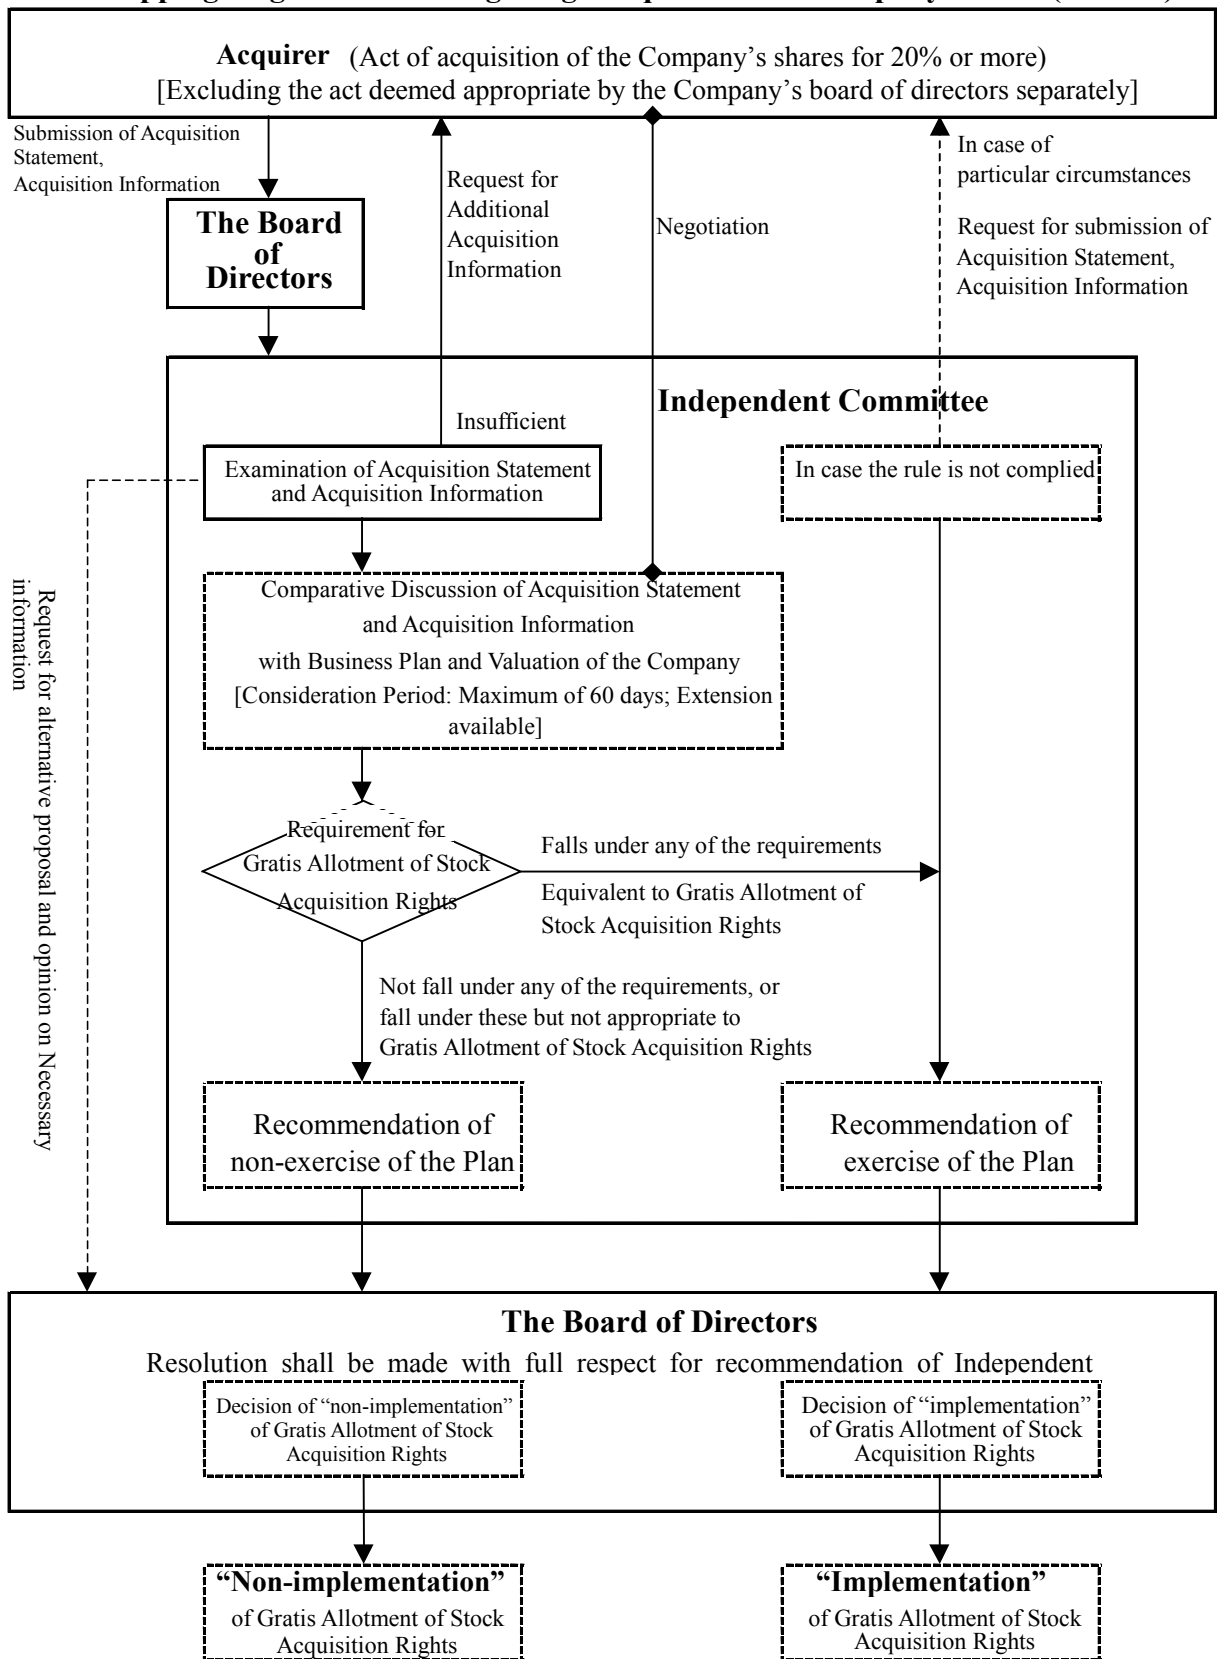 Acquirer (Act of acquisition of the Company's shares for 20% or more)
[Excluding the act deemed appropriate by the Company's board of directors separately]
Submission of Acquisition
Statement,
Acquisition Information
Request for
Additional
Acquisition
Information
Negotiation
In case of
particular circumstances
Request for submission of
Acquisition Statement,
Acquisition Information
The Board
of
Directors
Independent Committee
Insufficient
Examination of Acquisition Statement
and Acquisition Information
In case the rule is not complied
Request for alternative proposal and opinion on Necessary
information
Comparative Discussion of Acquisition Statement
and Acquisition Information
with Business Plan and Valuation of the Company
[Consideration Period: Maximum of 60 days; Extension
available]
Requirement for
Gratis Allotment of Stock
Acquisition Rights
Falls under any of the requirements
Equivalent to Gratis Allotment of
Stock Acquisition Rights
Not fall under any of the requirements, or
fall under these but not appropriate to
Gratis Allotment of Stock Acquisition Rights
Recommendation of
non-exercise of the Plan
Recommendation of
exercise of the Plan
The Board of Directors
Resolution shall be made with full respect for recommendation of Independent
Decision of “non-implementation”
of Gratis Allotment of Stock
Acquisition Rights
Decision of “implementation”
of Gratis Allotment of Stock
Acquisition Rights
“Non-implementation”
of Gratis Allotment of Stock
Acquisition Rights
“Implementation”
of Gratis Allotment of Stock
Acquisition Rights